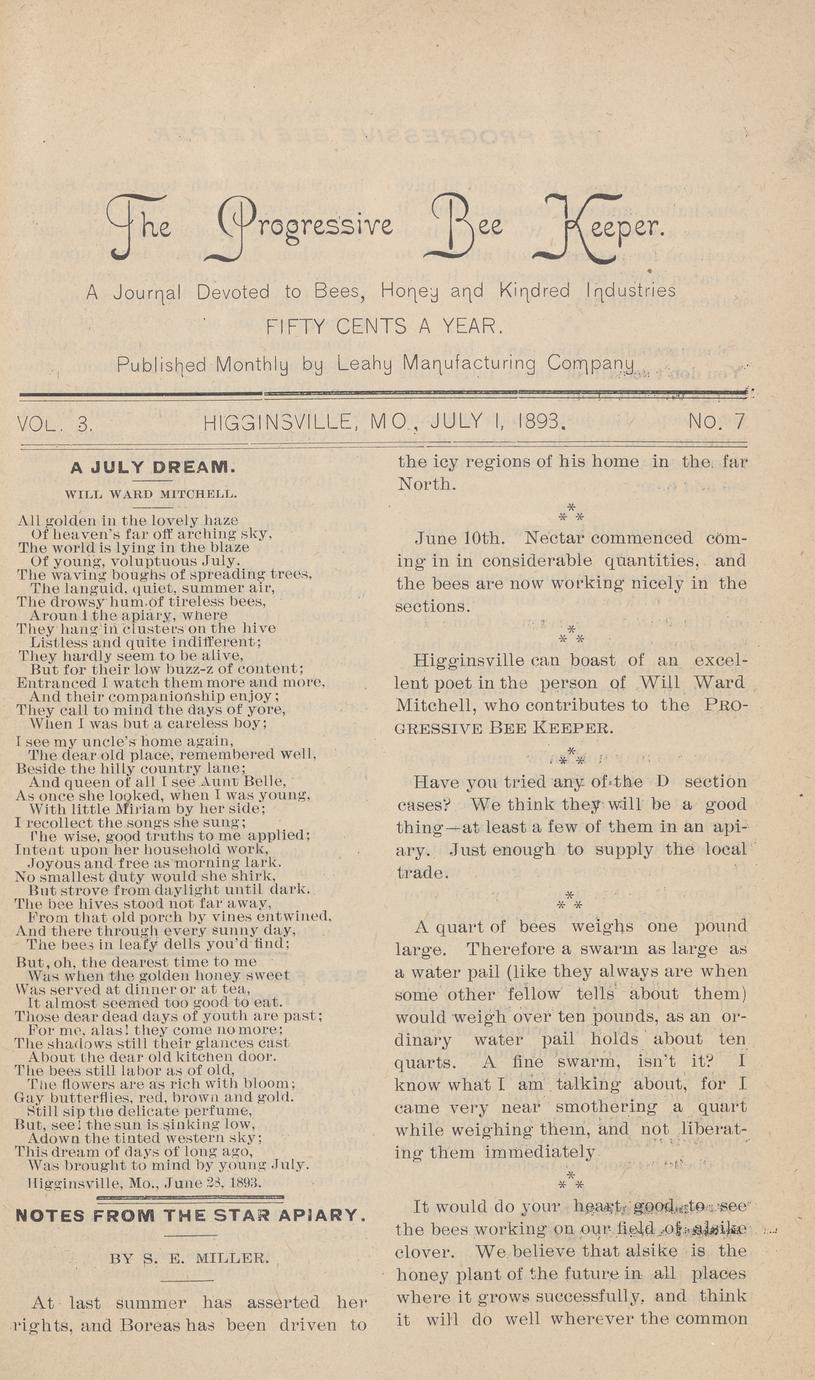 The Progressive Bee Keeper.
A Journal Devoted to Bees, Honey and Kindred Industries
FIFTY CENTS A YEAR.
Published Monthly by Leahy Manufacturing Company
VOL. 3. HIGGINSVILLE, MO., JULY 1, 1893. No. 7
A JULY DREAM.
WILL WARD MITCHELL.
All golden in the lovely haze
Of heaven's far off arching sky,
The world is lying in the blaze
Of young, voluptuous July.
The waving boughs of spreading trees,
The languid, quiet, summer air,
The drowsy hum of tireless bees,
Around the apiary, where
They hang in clusters on the hive
Listless and quite indifferent;
They hardly seem to be alive,
But for their low buzz-z of content;
Entranced I watch them more and more,
And their companionship enjoy;
They call to mind the days of yore,
When I was but a careless boy;
I see my uncle's home again,
The dear old place, remembered well,
Beside the hilly country lane;
And queen of all I see Aunt Belle,
As once she looked, when I was young,
With little Miriam by her side;
I recollect the songs she sung;
The wise, good truths to me applied;
Intent upon her household work,
Joyous and free as morning lark.
No smallest duty would she shirk,
But strove from daylight until dark.
The bee hives stood not far away,
From that old porch by vines entwined,
And there through every sunny day,
The bees in leafy dells you'd find;
But, oh, the dearest time to me
Was when the golden honey sweet
Was served at dinner or at tea,
It almost seemed too good to eat.
Those dear dead days of youth are past;
For me, alas! they come no more;
The shadows still their glances cast
About the dear old kitchen door.
The bees still labor as of old,
The flowers are as rich with bloom;
Gay butterflies, red, brown and gold.
Still sip the delicate perfume,
But, see! the sun is sinking low,
Adown the tinted western sky;
This dream of days of long ago,
Was brought to mind by young July.
Higginsville, Mo., June 28, 1893.
NOTES FROM THE STAR APIARY.
BY S. E. MILLER.
At last summer has asserted her
rights, and Boreas has been driven to
the icy regions of his home in the far
North.
*
* *
June 10th. Nectar commenced com-
ing in in considerable quantities, and
the bees are now working nicely in the
sections.
*
* *
Higginsville can boast of an excel-
lent poet in the person of Will Ward
Mitchell, who contributes to the PRO-
GRESSIVE BEE KEEPER.
*
* *
Have you tried any of the D section
cases? We think they will be a good
thing—at least a few of them in an api-
ary. Just enough to supply the local
trade.
*
* *
A quart of bees weighs one pound
large. Therefore a swarm as large as
a water pail (like they always are when
some other fellow tells about them)
would weigh over ten pounds, as an or-
dinary water pail holds about ten
quarts. A fine swarm, isn't it? I
know what I am talking about, for I
came very near smothering a quart
while weighing them, and not liberat-
ing them immediately
*
* *
It would do your heart good to see
the bees working on our field of alsike
clover. We believe that alsike is the
honey plant of the future in all places
where it grows successfully, and think
it will do well wherever the common